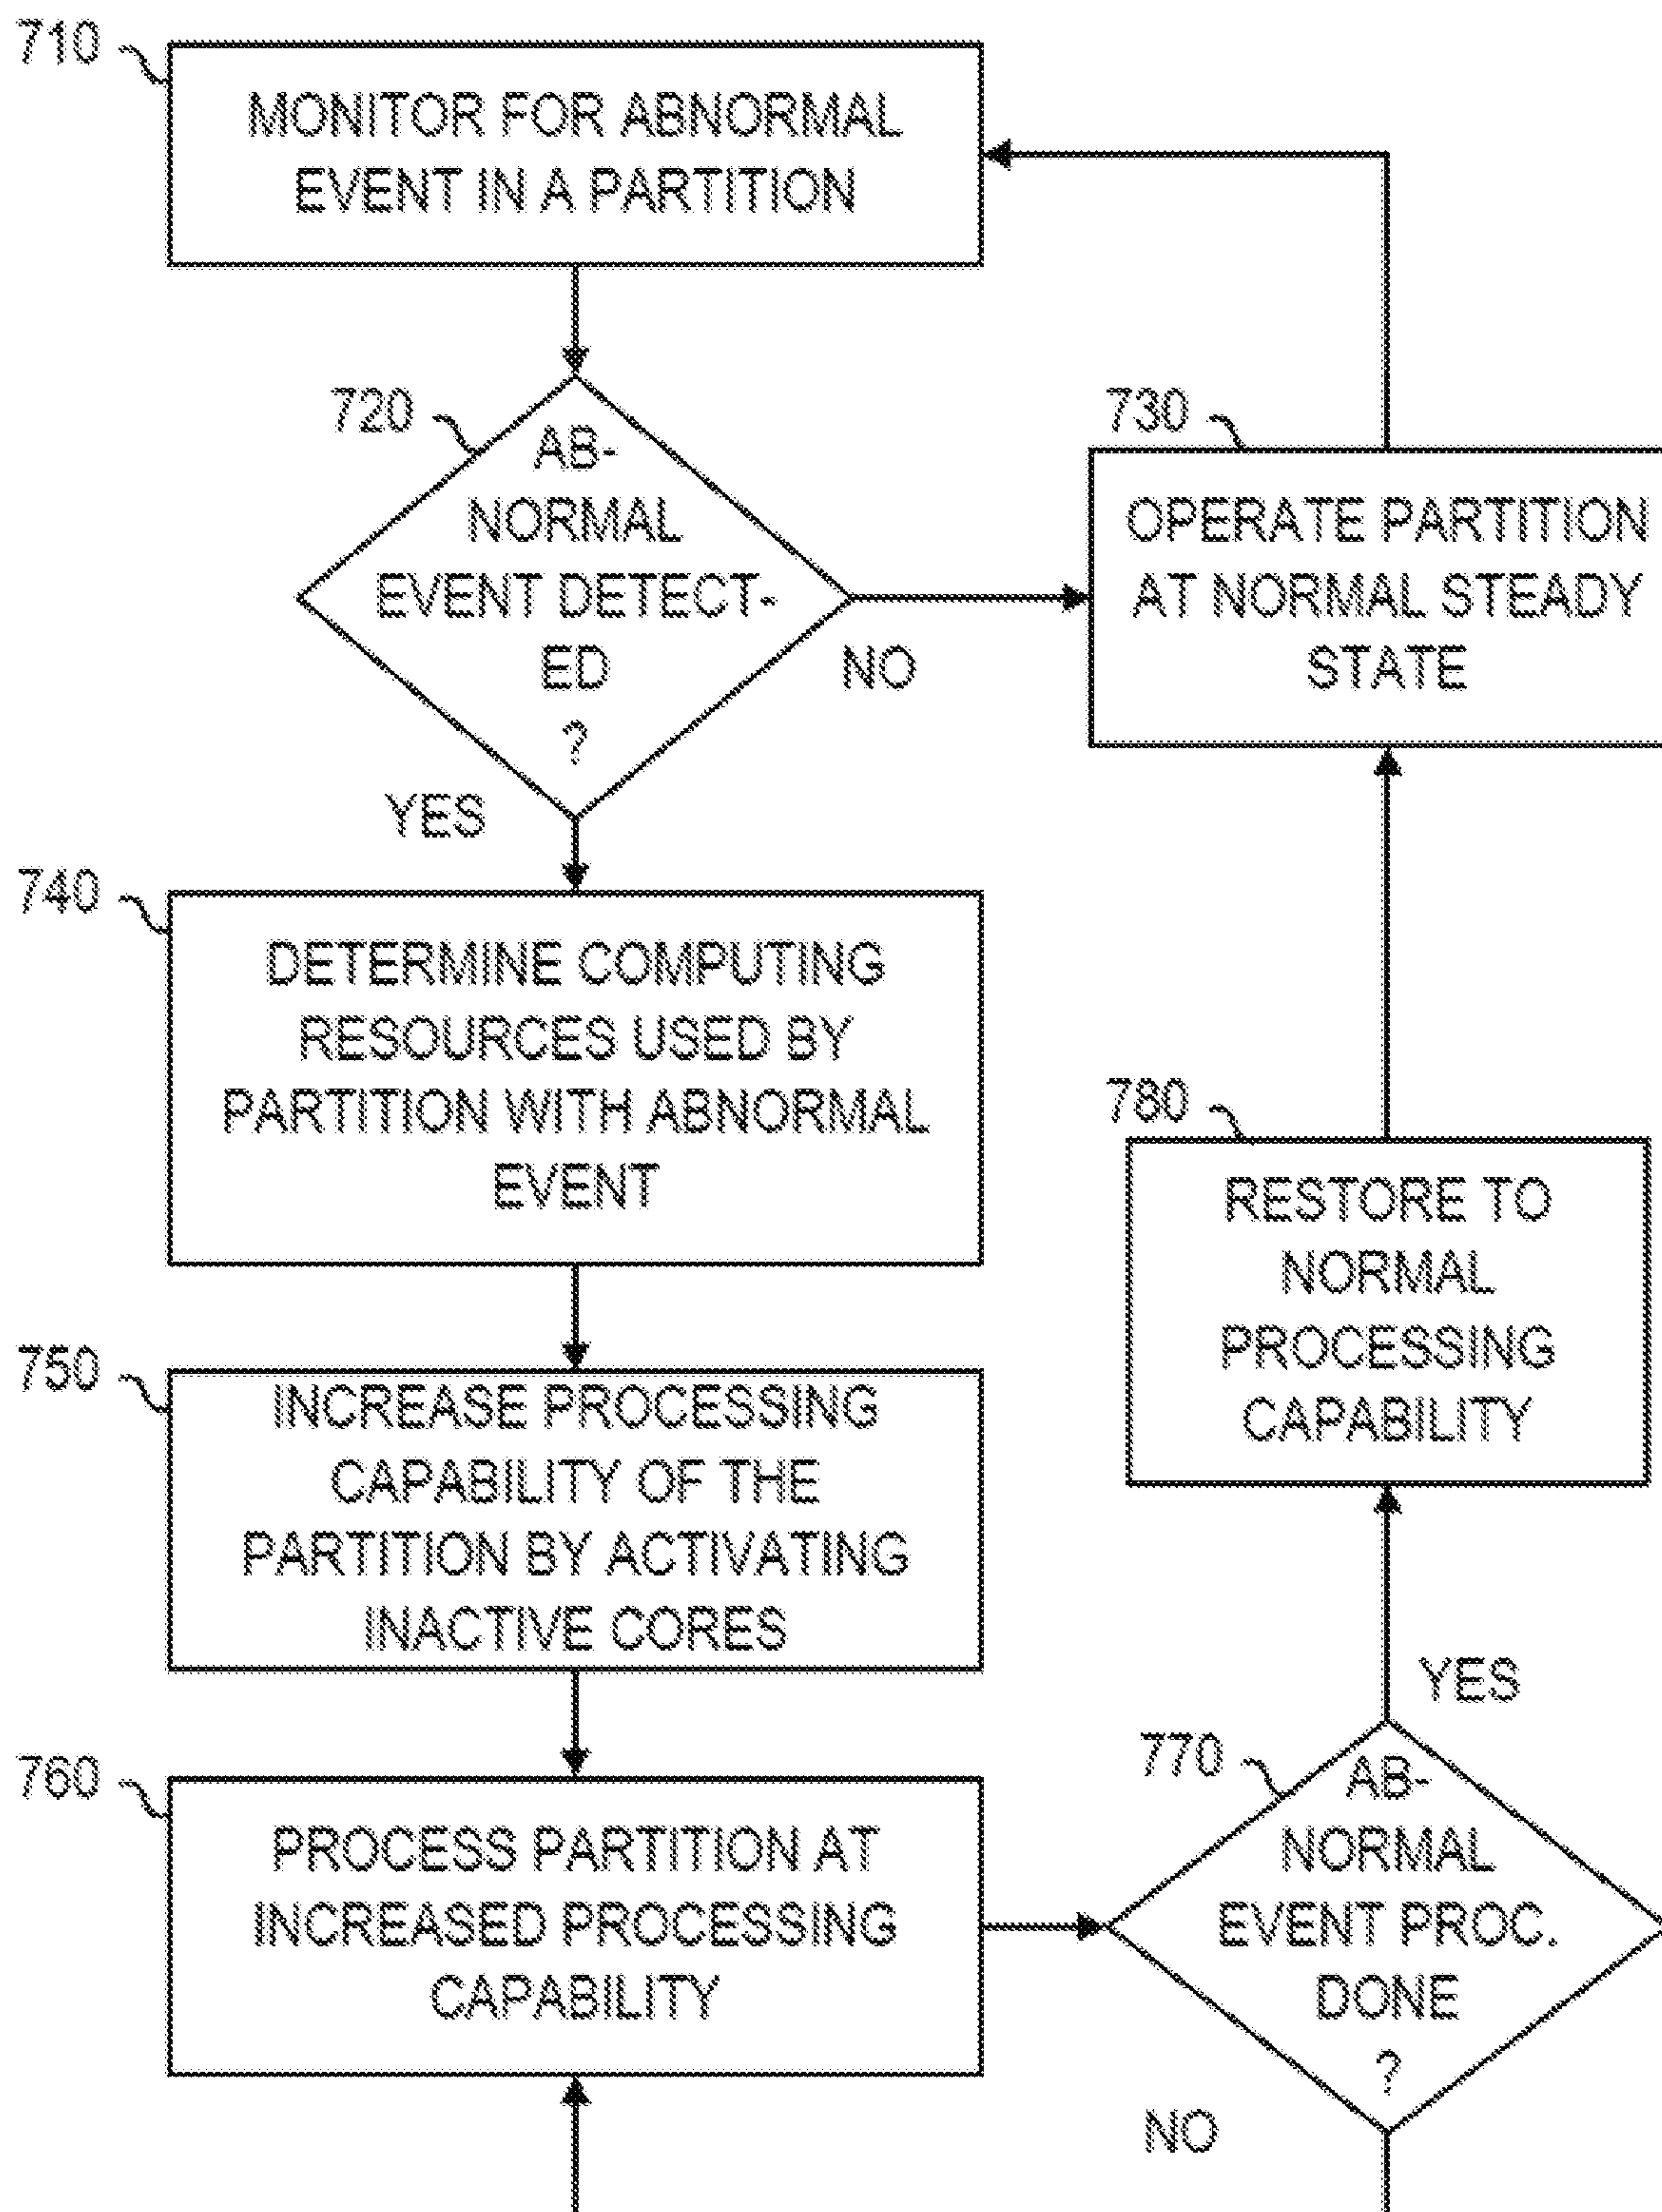 710
MONITOR FOR ABNORMAL
EVENT IN A PARTITION
720
AB-
NORMAL
EVENT DETECT-
ED
?
NO
YES
730
OPERATE PARTITION
AT NORMAL STEADY
STATE
740
DETERMINE COMPUTING
RESOURCES USED BY
PARTITION WITH ABNORMAL
EVENT
750
INCREASE PROCESSING
CAPABILITY OF THE
PARTITION BY ACTIVATING
INACTIVE CORES
760
PROCESS PARTITION AT
INCREASED PROCESSING
CAPABILITY
770
AB-
NORMAL
EVENT PROC.
DONE
?
NO
YES
780
RESTORE TO
NORMAL
PROCESSING
CAPABILITY